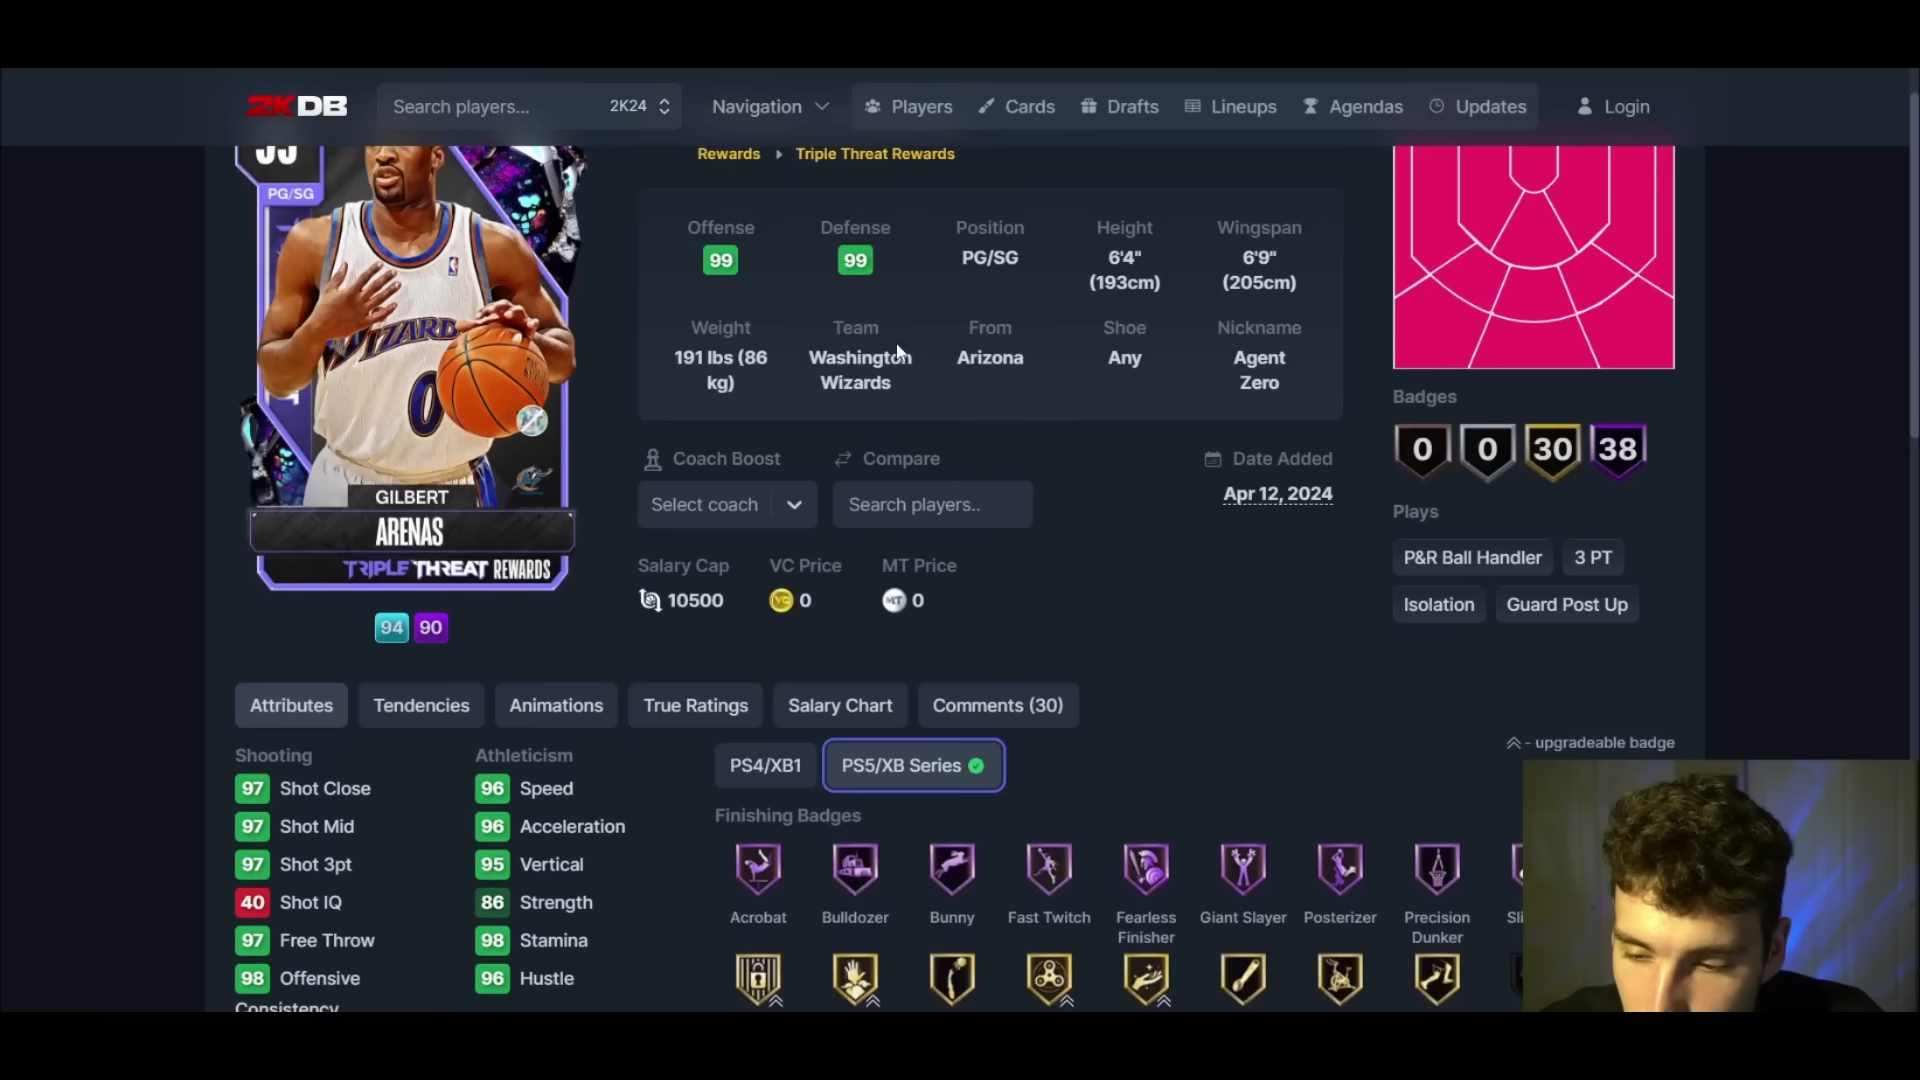 2KDB
Search players...
2K24
Navigation
Players
Cards
Drafts
Lineups
Agendas
Updates
Login
Rewards
Triple Threat Rewards
PG/SG
WIZARDS
0
GILBERT
ARENAS
TRIPLE THREAT REWARDS
94 90
Offense
99
Defense
99
Position
PG/SG
Height
6'4"
(193cm)
Wingspan
6'9"
(205cm)
Weight
191 lbs (86
kg)
Team
Washington
Wizards
From
Arizona
Shoe
Any
Nickname
Agent
Zero
Coach Boost
Select coach
Compare
Search players..
Date Added
Apr 12, 2024
Salary Cap
10500
VC Price
VC 0
MT Price
MT 0
Badges
0 0 30 38
Plays
P&R Ball Handler
3 PT
Isolation
Guard Post Up
Attributes
Tendencies
Animations
True Ratings
Salary Chart
Comments (30)
Shooting
97 Shot Close
97 Shot Mid
97 Shot 3pt
40 Shot IQ
97 Free Throw
98 Offensive
Consistency
Athleticism
96 Speed
96 Acceleration
95 Vertical
86 Strength
98 Stamina
96 Hustle
PS4/XB1
PS5/XB Series
- upgradeable badge
Finishing Badges
Acrobat
Bulldozer
Bunny
Fast Twitch
Fearless
Finisher
Giant Slayer
Posterizer
Precision
Dunker